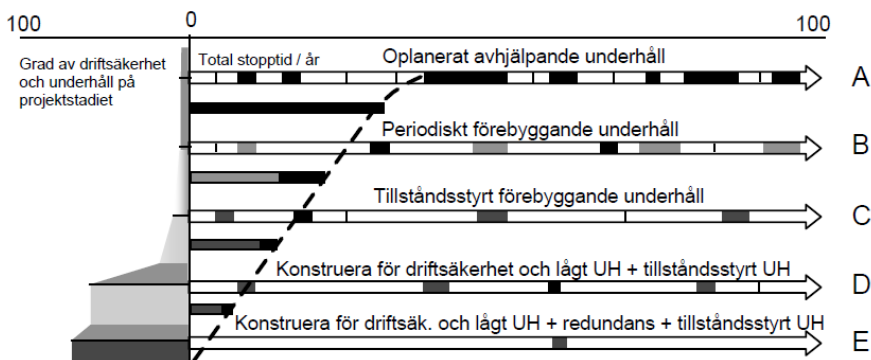 100 0 100
Grad av driftsäkerhet
och underhåll på
projektstadiet
Total stopptid / år
Oplanerat avhjälpande underhåll
A
Periodiskt förebyggande underhåll
B
Tillståndsstyrt förebyggande underhåll
C
Konstruera för driftsäkerhet och lågt UH + tillståndsstyrt UH
D
Konstruera för driftsäk. och lågt UH + redundans + tillståndsstyrt UH
E